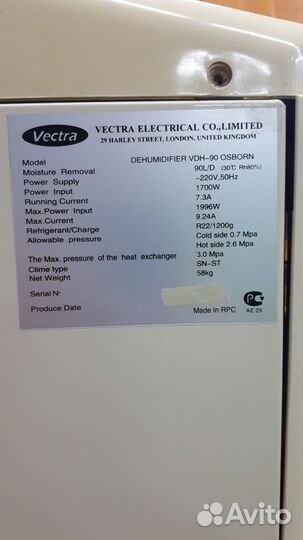 Vectra
VECTRA ELECTRICAL CO.,LIMITED
29 HARLEY STREET, LONDON, UNITED KINGDOM
Model DEHUMIDIFIER VDH-90 OSBORN
Moisture Removal 90L/D (30℃ Rh80%)
Power Supply ~220V,50Hz
Power Input 1700W
Running Current 7.3A
Max.Power Input 1996W
Max.Current 9.24A
Refrigerant/Charge R22/1200g
Allowable pressure Cold side 0.7 Mpa
Hot side 2.6 Mpa
The Max. pressure of the heat exchanger 3.0 Mpa
Clime type SN-ST
Net Weight 58kg
Serial N°
Produce Date Made in RPC
РСТ
AE 25
Avito